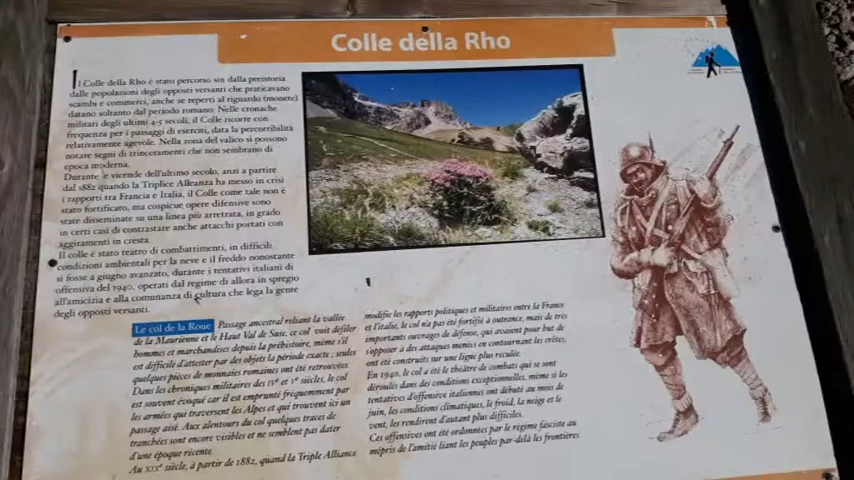 Colle della Rho
Il Colle della Rho è stato percorso sin dalla preistoria
dalle popolazioni degli opposti versanti che praticavano
scambi e commerci, anche se reperti al riguardo (monete)
datano soltanto dal periodo romano. Nelle cronache
militari degli ultimi 4-5 secoli, il Colle ricorre con
frequenza per i passaggi di eserciti, data la percorribilità
relativamente agevole. Nella zona del valico si possono
notare segni di trinceramenti che non sembrano di
epoca moderna.
Durante le vicende dell'ultimo secolo, anzi a partire
dal 1882 quando la Triplice Alleanza ha messo in crisi
i rapporti tra Francia e Italia, il Colle come tale non è
stato fortificato, ma cospicue opere difensive sono
state disseminate su una linea più arretrata, in grado
in certi casi di contrastare anche attacchi portati con
aggiramenti in cresta.
Nel 1940, è stato teatro di combattimenti, in difficili
condizioni ambientali per la neve e il freddo nonostante
si fosse a giugno avanzato, durante i tentativi italiani di
offensiva, operati dal regime di allora in spregio
all'amicizia e alla comunanza di cultura che lega le genti
degli opposti versanti.
Le col de la Roue Passage ancestral reliant la vallée
de la Maurienne et le Haut Val de Suse, ce col voit défiler
hommes et marchandises depuis la préhistoire, même s'il
est difficile d'attester par des objets la période exacte ; seules
quelques pièces de monnaie romaines ont été retrouvées.
Dans les chroniques militaires des 15e et 16e siècles, le col
est souvent évoqué car il est emprunté fréquemment par
les armées qui traversent les Alpes et qui trouvent ici un
passage aisé. Aux alentours du col quelques traces de
tranchées sont encore visibles et ne semblent pas dater
d'une époque récente.
Au XIXe siècle, à partir de 1882, quand la Triple Alliance
modifie les rapports politiques et militaires entre la France
et l'Italie, le col n'a pas été fortifié à outrance, mais de très
importants ouvrages de défense, qui avaient pour but de
s'opposer à des attaques menées en contournant les crêtes,
ont été construits sur une ligne plus reculée.
En 1940, le col a été le théâtre de combats qui se sont
déroulés dans des conditions exceptionnelles, même si les
tentatives d'offensive italiennes ont débuté au mois de
juin, les conditions climatiques, le froid, la neige et le
manque de visibilité les ont rendues d'autant plus difficiles.
Ces offensives ont été ordonnées par le régime fasciste au
mépris de l'amitié liant les peuples par-delà les frontières.